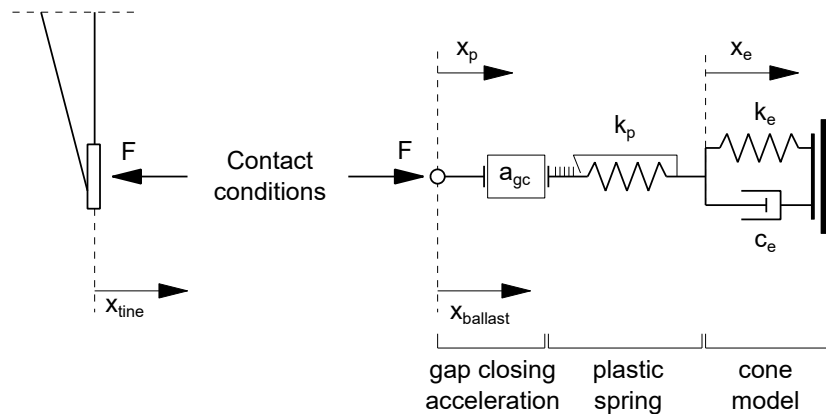 x_p
x_e
k_e
k_p
F
Contact
conditions
F
a_gc
c_e
x_tine
x_ballast
gap closing
acceleration
plastic
spring
cone
model